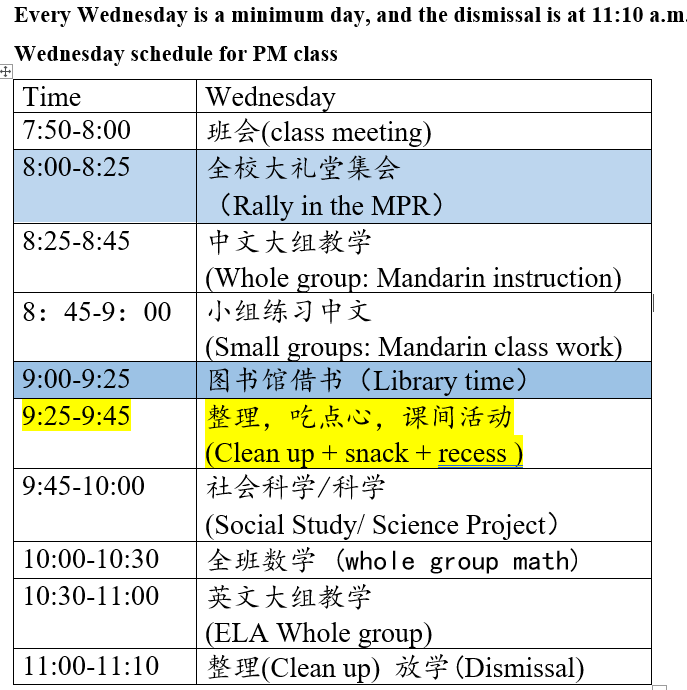 Every Wednesday is a minimum day, and the dismissal is at 11:10 a.m.
Wednesday schedule for PM class
Time Wednesday
7:50-8:00 班会(class meeting)
8:00-8:25 全校大礼堂集会
（Rally in the MPR）
8:25-8:45 中文大组教学
(Whole group: Mandarin instruction)
8：45-9：00 小组练习中文
(Small groups: Mandarin class work)
9:00-9:25 图书馆借书（Library time）
9:25-9:45 整理，吃点心，课间活动
(Clean up + snack + recess )
9:45-10:00 社会科学/科学
(Social Study/ Science Project）
10:00-10:30 全班数学 (whole group math)
10:30-11:00 英文大组教学
(ELA Whole group)
11:00-11:10 整理(Clean up) 放学(Dismissal)